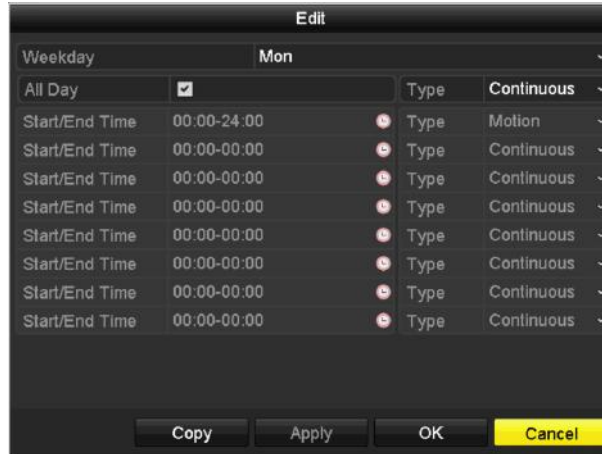 Edit
Weekday Mon
All Day Type Continuous
Start/End Time 00:00-24:00 Type Motion
Start/End Time 00:00-00:00 Type Continuous
Start/End Time 00:00-00:00 Type Continuous
Start/End Time 00:00-00:00 Type Continuous
Start/End Time 00:00-00:00 Type Continuous
Start/End Time 00:00-00:00 Type Continuous
Start/End Time 00:00-00:00 Type Continuous
Start/End Time 00:00-00:00 Type Continuous
Copy Apply OK Cancel